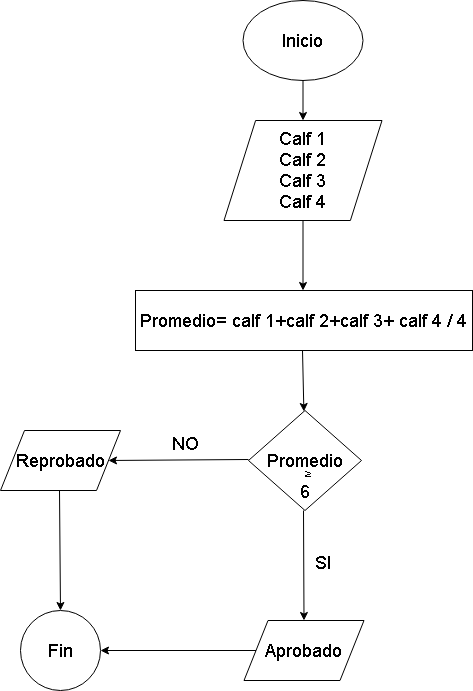 Inicio
Calf 1
Calf 2
Calf 3
Calf 4
Promedio= calf 1+calf 2+calf 3+ calf 4 / 4
Promedio
≥
6
NO
Reprobado
SI
Aprobado
Fin